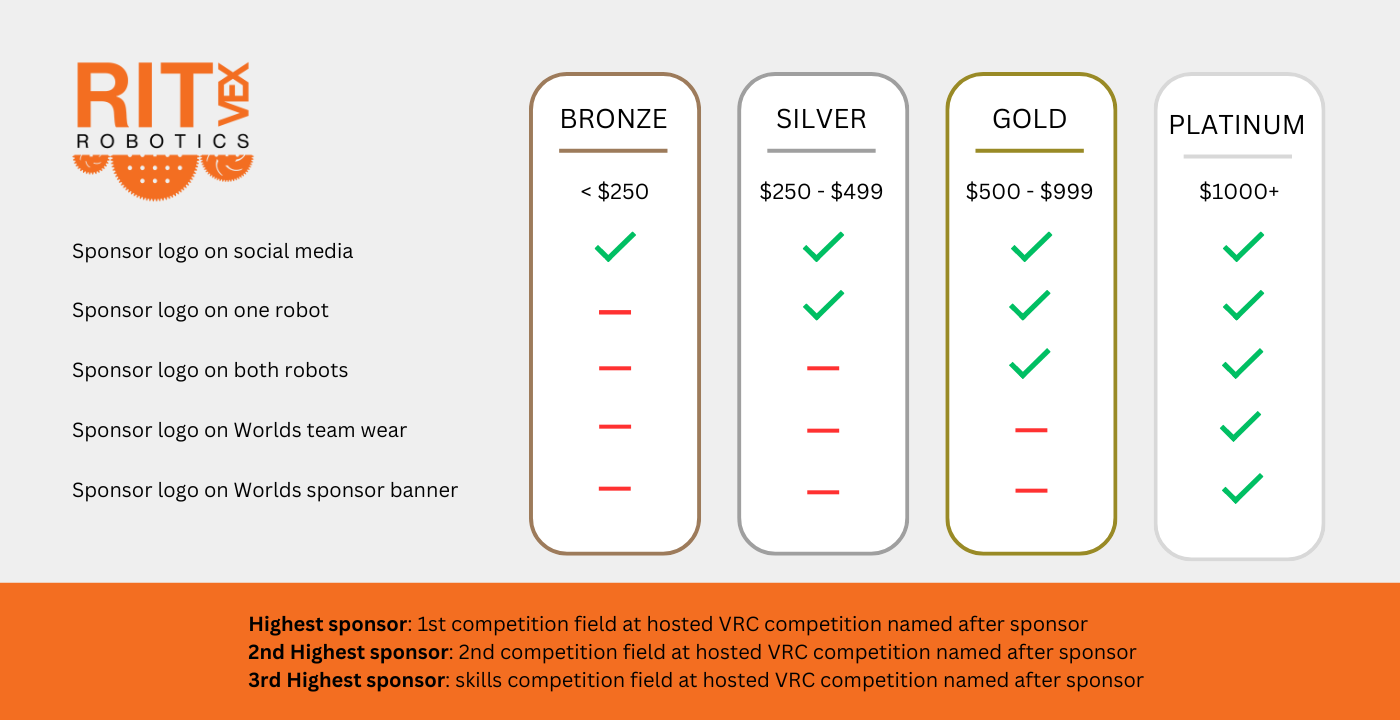 RIT VEX
ROBOTICS
BRONZE SILVER GOLD PLATINUM
< $250 $250 - $499 $500 - $999 $1000+
Sponsor logo on social media
Sponsor logo on one robot
Sponsor logo on both robots
Sponsor logo on Worlds team wear
Sponsor logo on Worlds sponsor banner
Highest sponsor: 1st competition field at hosted VRC competition named after sponsor
2nd Highest sponsor: 2nd competition field at hosted VRC competition named after sponsor
3rd Highest sponsor: skills competition field at hosted VRC competition named after sponsor